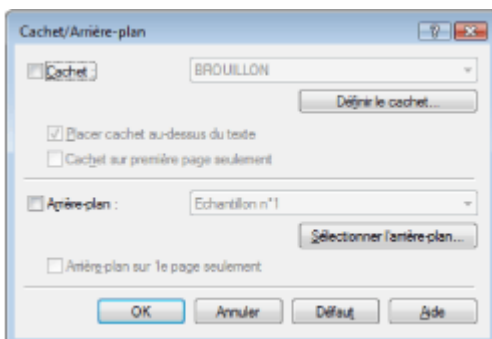 Cachet/Arrière-plan
Cachet :
BROUILLON
Définir le cachet...
Placer cachet au-dessus du texte
Cachet sur première page seulement
Arrière-plan :
Echantillon n°1
Sélectionner l'arrière-plan...
Arrière-plan sur 1e page seulement
OK
Annuler
Défaut
Aide